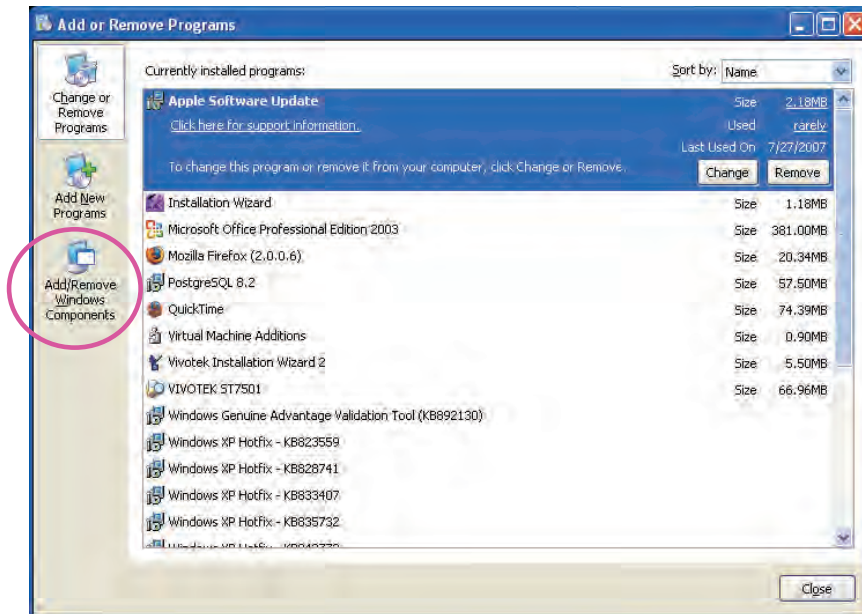 Add or Remove Programs
Change or
Remove
Programs
Add New
Programs
Add/Remove
Windows
Components
Currently installed programs:
Sort by: Name
Apple Software Update Size 2.18MB
Click here for support information. Used rarely
Last Used On 7/27/2007
To change this program or remove it from your computer, click Change or Remove.
Change Remove
Installation Wizard Size 1.18MB
Microsoft Office Professional Edition 2003 Size 381.00MB
Mozilla Firefox (2.0.0.6) Size 20.34MB
PostgreSQL 8.2 Size 57.50MB
QuickTime Size 74.39MB
Virtual Machine Additions Size 0.90MB
Vivotek Installation Wizard 2 Size 5.50MB
VIVOTEK ST7501 Size 66.96MB
Windows Genuine Advantage Validation Tool (KB892130)
Windows XP Hotfix - KB823559
Windows XP Hotfix - KB828741
Windows XP Hotfix - KB833407
Windows XP Hotfix - KB835732
Windows XP Hotfix -
Close